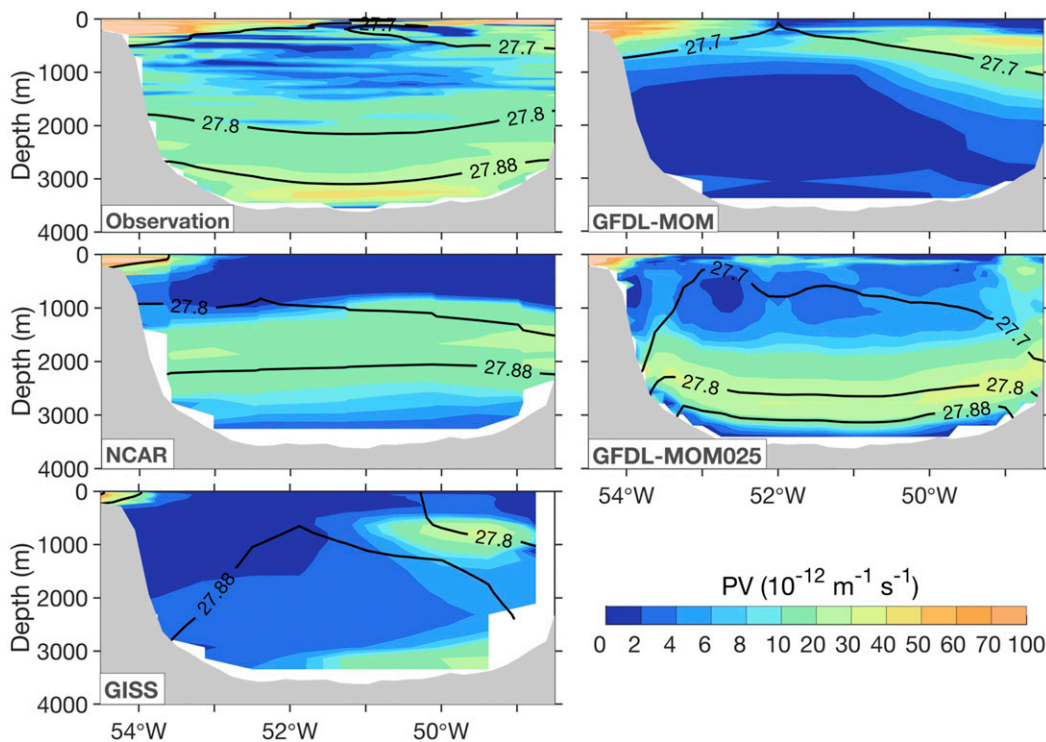 0
27.7
27.7
1000
Depth (m)
2000
27.8
27.8
3000
27.88
Observation
4000
27.7
27.7
GFDL-MOM
0
27.8
1000
Depth (m)
2000
27.88
3000
NCAR
4000
27.7
27.7
27.8
27.8
27.88
27.88
GFDL-MOM025
54°W
52°W
50°W
0
27.8
1000
Depth (m)
27.88
2000
3000
GISS
4000
54°W
52°W
50°W
PV (10⁻¹² m⁻¹ s⁻¹)
0 2 4 6 8 10 20 30 40 50 60 70 100